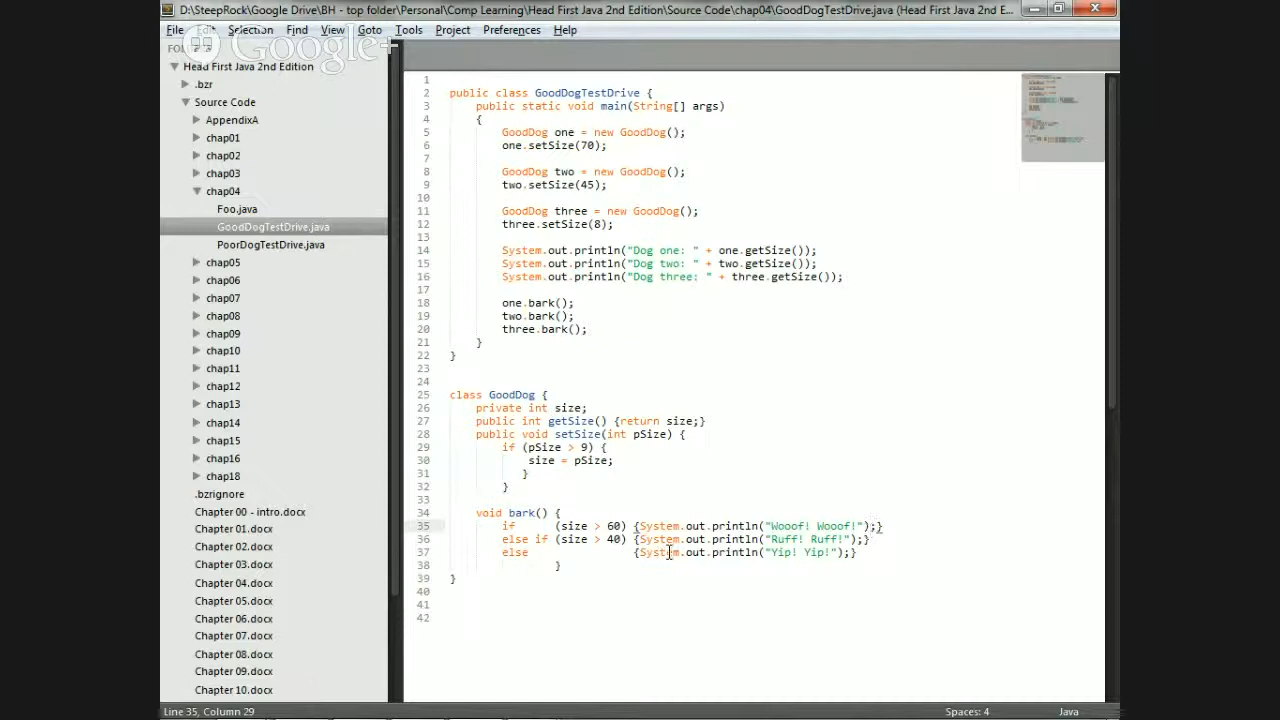 D:\SteepRock\Google Drive\BH - top folder\Personal\Comp Learning\Head First Java 2nd Edition\Source Code\chap04\GoodDogTestDrive.java (Head First Java 2nd E...
File Edit Selection Find View Goto Tools Project Preferences Help
Google+
Head First Java 2nd Edition
.bzr
Source Code
AppendixA
chap01
chap02
chap03
chap04
Foo.java
GoodDogTestDrive.java
PoorDogTestDrive.java
chap05
chap06
chap07
chap08
chap09
chap10
chap11
chap12
chap13
chap14
chap15
chap16
chap18
.bzrignore
Chapter 00 - intro.docx
Chapter 01.docx
Chapter 02.docx
Chapter 03.docx
Chapter 04.docx
Chapter 05.docx
Chapter 06.docx
Chapter 07.docx
Chapter 08.docx
Chapter 09.docx
Chapter 10.docx
1
2 public class GoodDogTestDrive {
3 public static void main(String[] args)
4 {
5 GoodDog one = new GoodDog();
6 one.setSize(70);
7
8 GoodDog two = new GoodDog();
9 two.setSize(45);
10
11 GoodDog three = new GoodDog();
12 three.setSize(8);
13
14 System.out.println("Dog one: " + one.getSize());
15 System.out.println("Dog two: " + two.getSize());
16 System.out.println("Dog three: " + three.getSize());
17
18 one.bark();
19 two.bark();
20 three.bark();
21 }
22 }
23
24
25 class GoodDog {
26 private int size;
27 public int getSize() {return size;}
28 public void setSize(int pSize) {
29 if (pSize > 9) {
30 size = pSize;
31 }
32 }
33
34 void bark() {
35 if (size > 60) {System.out.println("Wooof! Wooof!");}
36 else if (size > 40) {System.out.println("Ruff! Ruff!");}
37 else {System.out.println("Yip! Yip!");}
38 }
39 }
40
41
42
Line 35, Column 29 Spaces: 4 Java